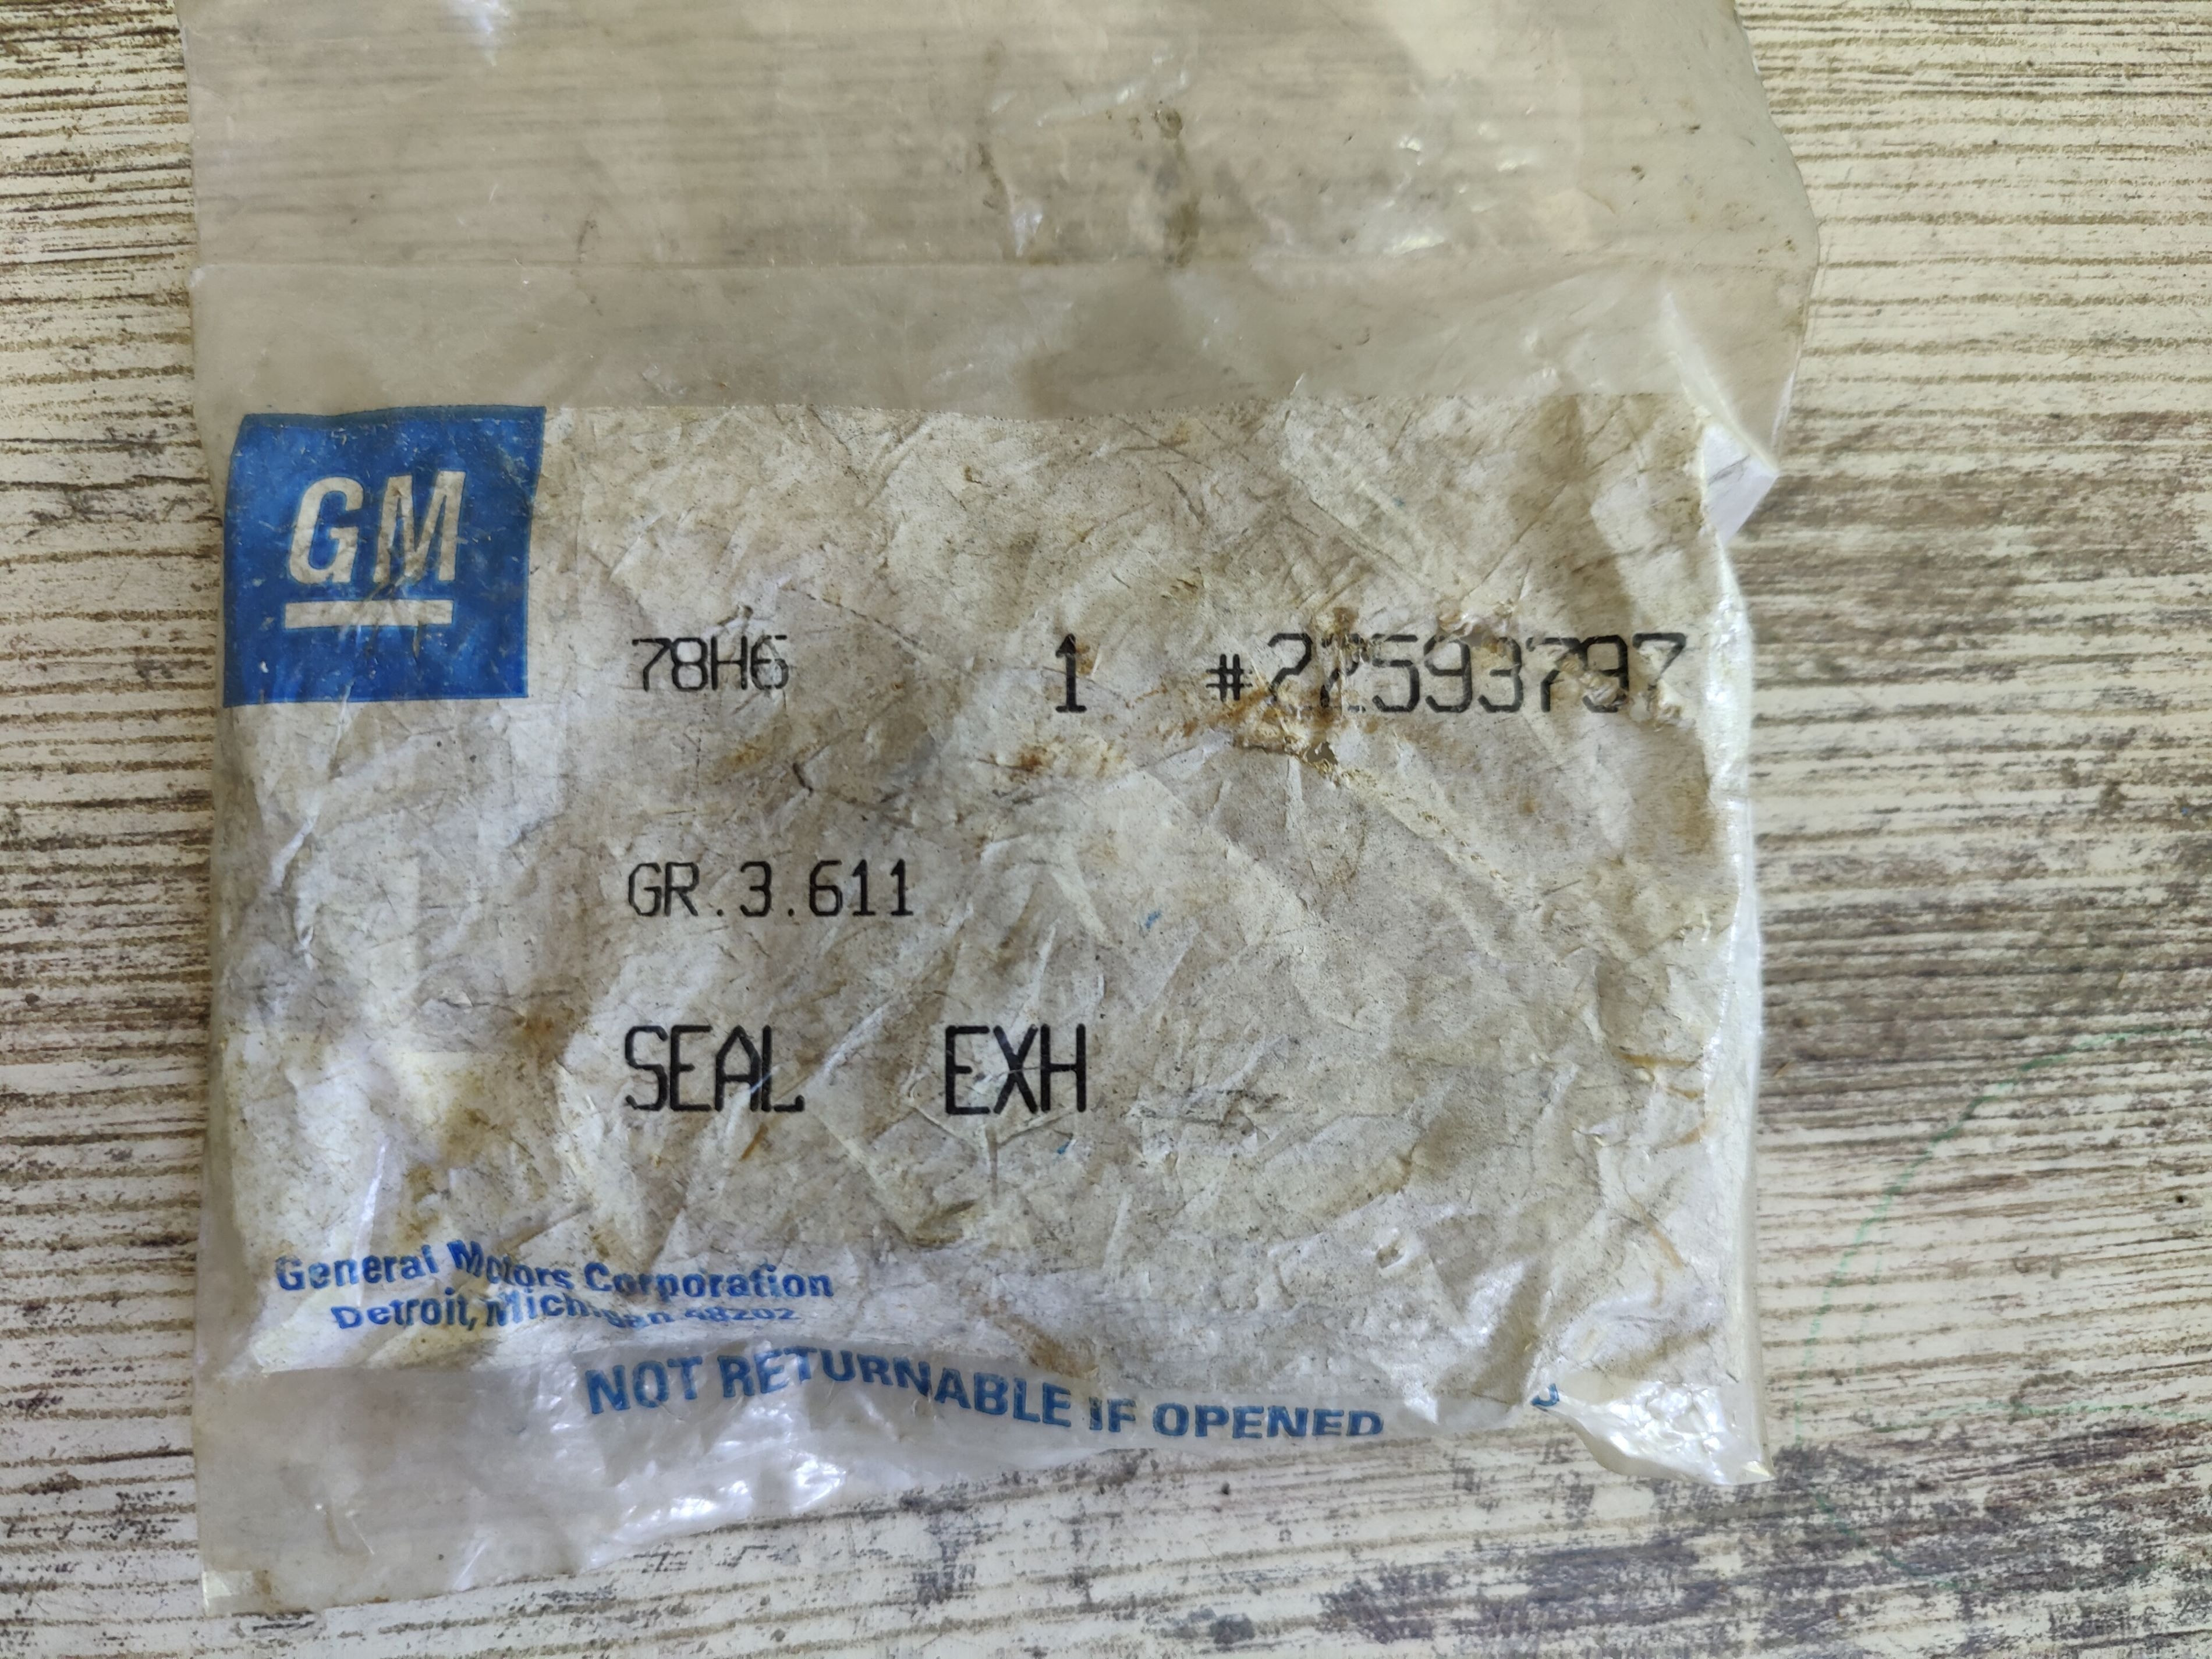 GM
78H6 1 #22593797
GR.3.611
SEAL EXH
General Motors Corporation
Detroit, Michigan 48202
NOT RETURNABLE IF OPENED